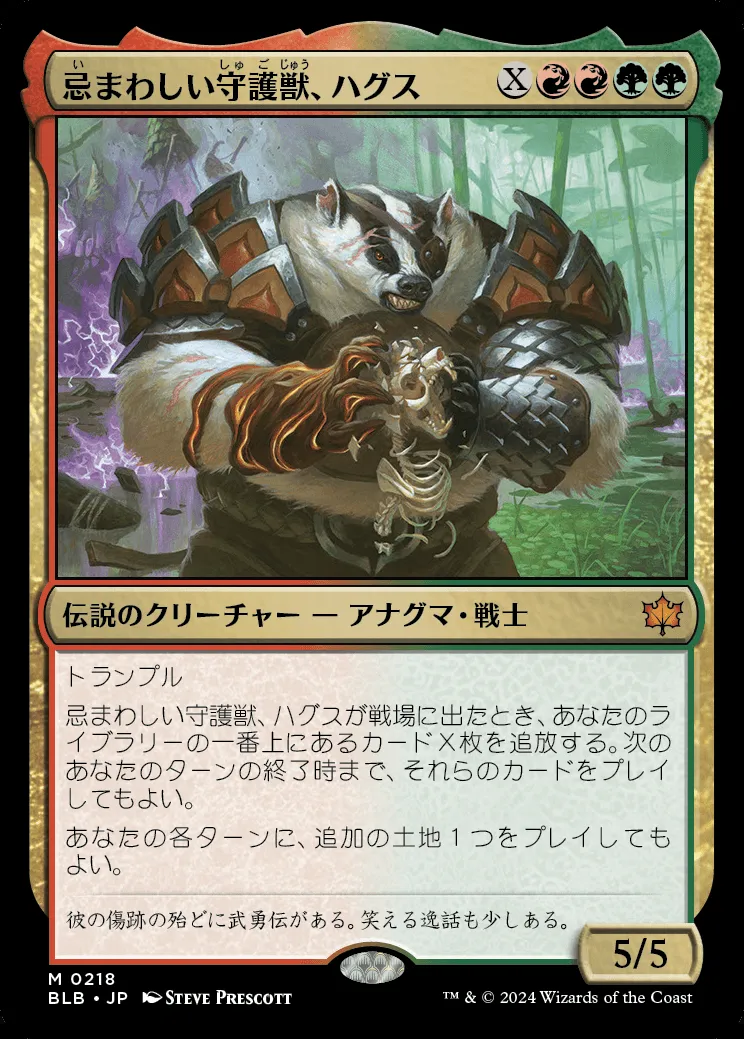 忌まわしい守護獣、ハグス X
伝説のクリーチャー — アナグマ・戦士
トランプル
忌まわしい守護獣、ハグスが戦場に出たとき、あなたのラ
イブラリーの一番上にあるカードX枚を追放する。次の
あなたのターンの終了時まで、それらのカードをプレイ
してもよい。
あなたの各ターンに、追加の土地1つをプレイしても
よい。
彼の傷跡の殆どに武勇伝がある。笑える逸話も少しある。
5/5
M 0218
BLB • JP Steve Prescott
™ & © 2024 Wizards of the Coast